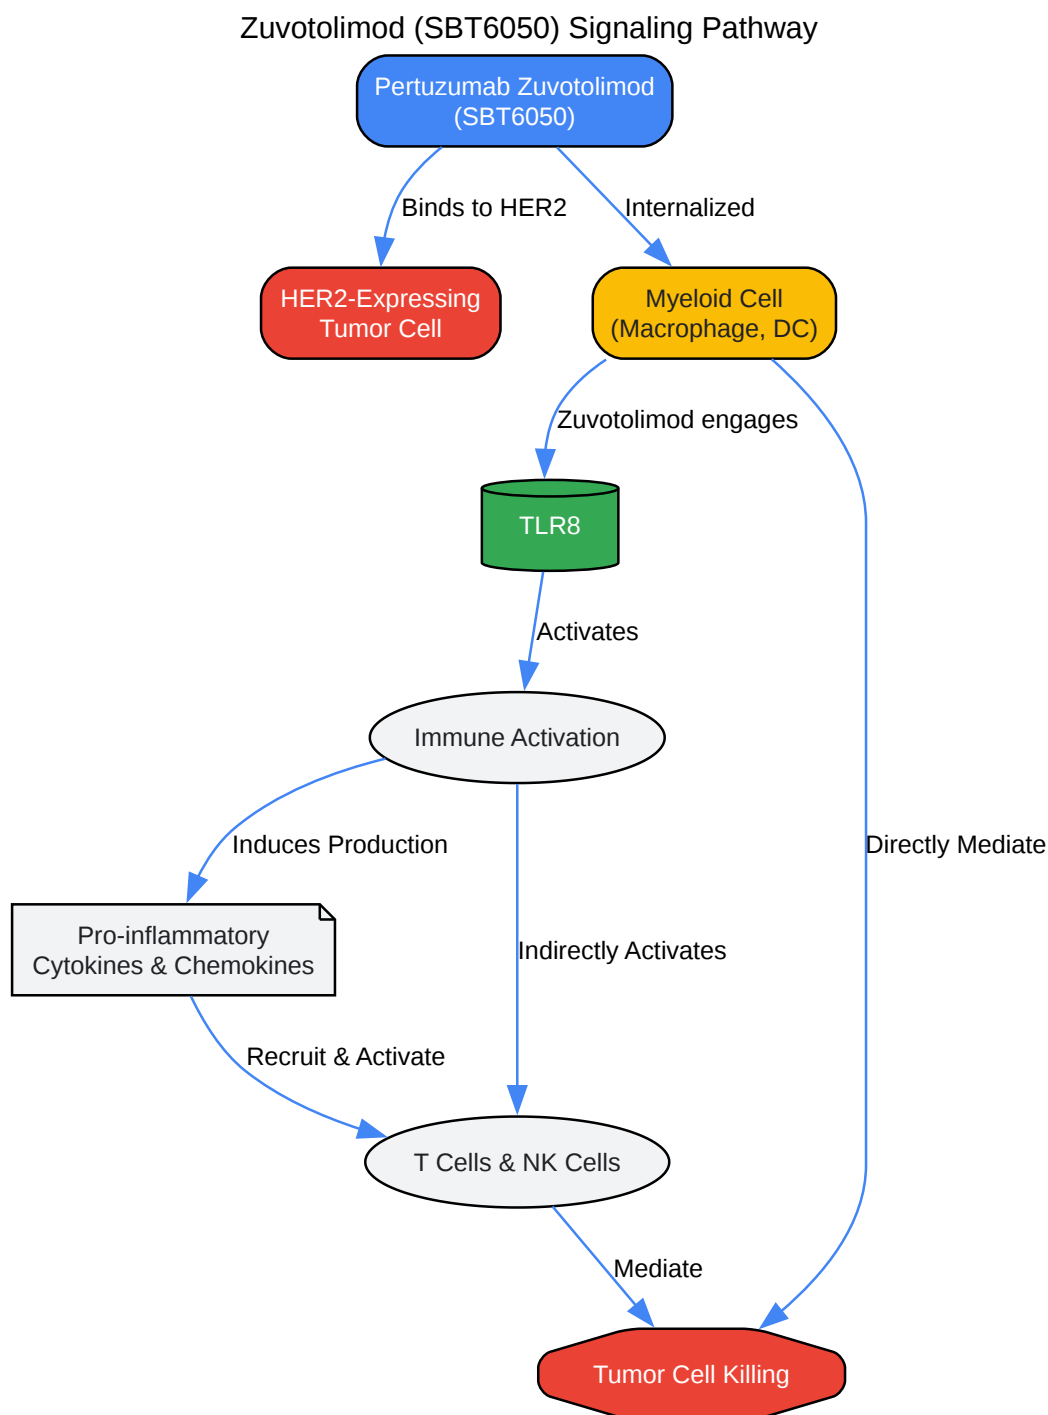 Zuvotolimod (SBT6050) Signaling Pathway
Pertuzumab Zuvotolimod
(SBT6050)
Binds to HER2
Internalized
HER2-Expressing
Tumor Cell
Myeloid Cell
(Macrophage, DC)
Zuvotolimod engages
TLR8
Activates
Immune Activation
Induces Production
Directly Mediate
Pro-inflammatory
Cytokines & Chemokines
Indirectly Activates
Recruit & Activate
T Cells & NK Cells
Mediate
Tumor Cell Killing